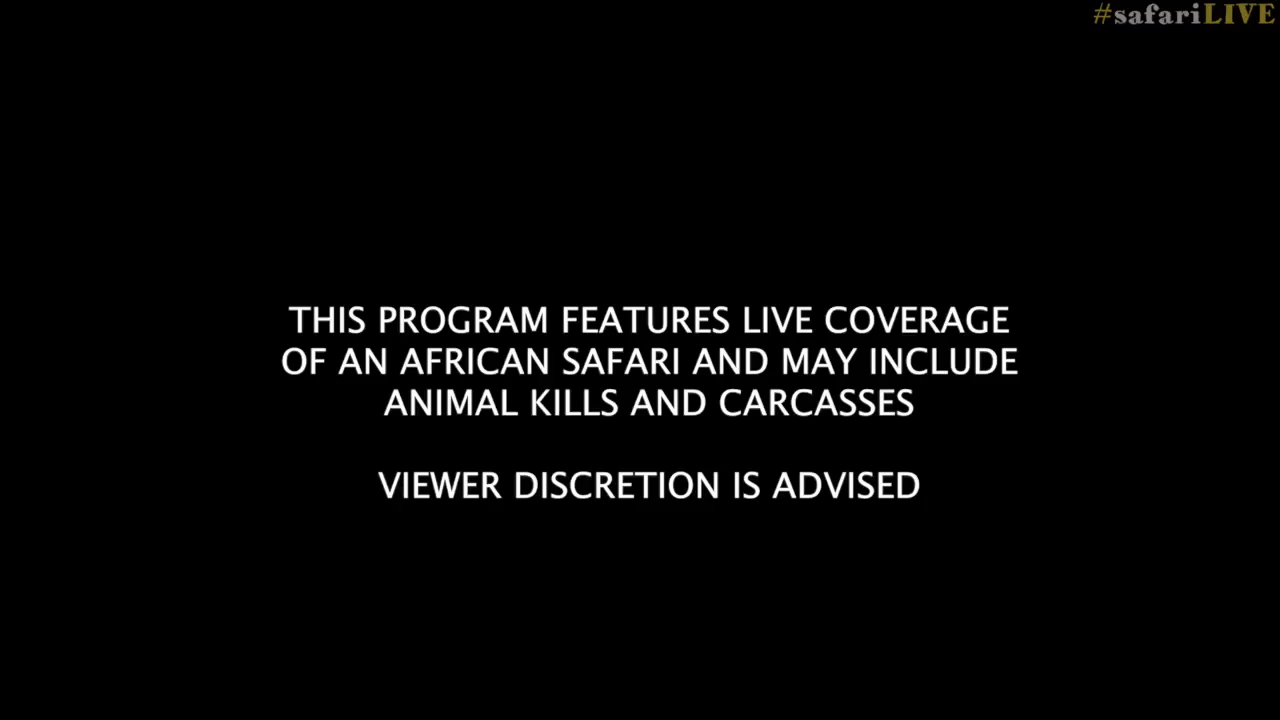 #safariLIVE
THIS PROGRAM FEATURES LIVE COVERAGE
OF AN AFRICAN SAFARI AND MAY INCLUDE
ANIMAL KILLS AND CARCASSES
VIEWER DISCRETION IS ADVISED